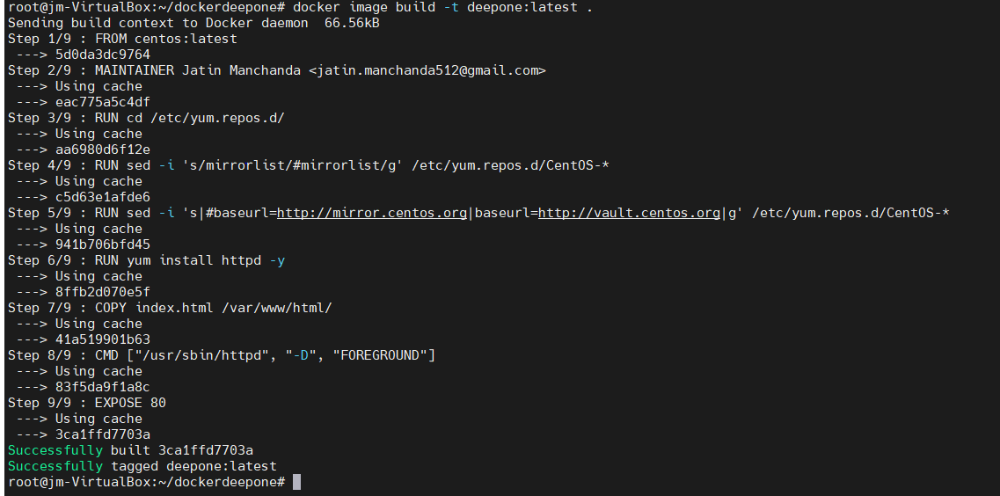 root@jm-VirtualBox:~/dockerdeepone# docker image build -t deepone:latest .
Sending build context to Docker daemon  66.56kB
Step 1/9 : FROM centos:latest
 ---> 5d0da3dc9764
Step 2/9 : MAINTAINER Jatin Manchanda <jatin.manchanda512@gmail.com>
 ---> Using cache
 ---> eac775a5c4df
Step 3/9 : RUN cd /etc/yum.repos.d/
 ---> Using cache
 ---> aa6980d6f12e
Step 4/9 : RUN sed -i 's/mirrorlist/#mirrorlist/g' /etc/yum.repos.d/CentOS-*
 ---> Using cache
 ---> c5d63e1afde6
Step 5/9 : RUN sed -i 's|#baseurl=http://mirror.centos.org|baseurl=http://vault.centos.org|g' /etc/yum.repos.d/CentOS-*
 ---> Using cache
 ---> 941b706bfd45
Step 6/9 : RUN yum install httpd -y
 ---> Using cache
 ---> 8ffb2d070e5f
Step 7/9 : COPY index.html /var/www/html/
 ---> Using cache
 ---> 41a519901b63
Step 8/9 : CMD ["/usr/sbin/httpd", "-D", "FOREGROUND"]
 ---> Using cache
 ---> 83f5da9f1a8c
Step 9/9 : EXPOSE 80
 ---> Using cache
 ---> 3ca1ffd7703a
Successfully built 3ca1ffd7703a
Successfully tagged deepone:latest
root@jm-VirtualBox:~/dockerdeepone#